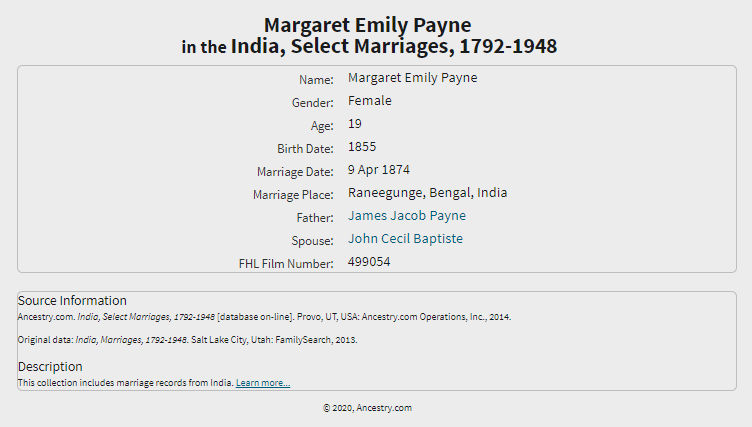 Margaret Emily Payne
in the India, Select Marriages, 1792-1948
Name: Margaret Emily Payne
Gender: Female
Age: 19
Birth Date: 1855
Marriage Date: 9 Apr 1874
Marriage Place: Raneegunge, Bengal, India
Father: James Jacob Payne
Spouse: John Cecil Baptiste
FHL Film Number: 499054
Source Information
Ancestry.com. India, Select Marriages, 1792-1948 [database on-line]. Provo, UT, USA: Ancestry.com Operations, Inc., 2014.
Original data: India, Marriages, 1792-1948. Salt Lake City, Utah: FamilySearch, 2013.
Description
This collection includes marriage records from India. Learn more...
© 2020, Ancestry.com